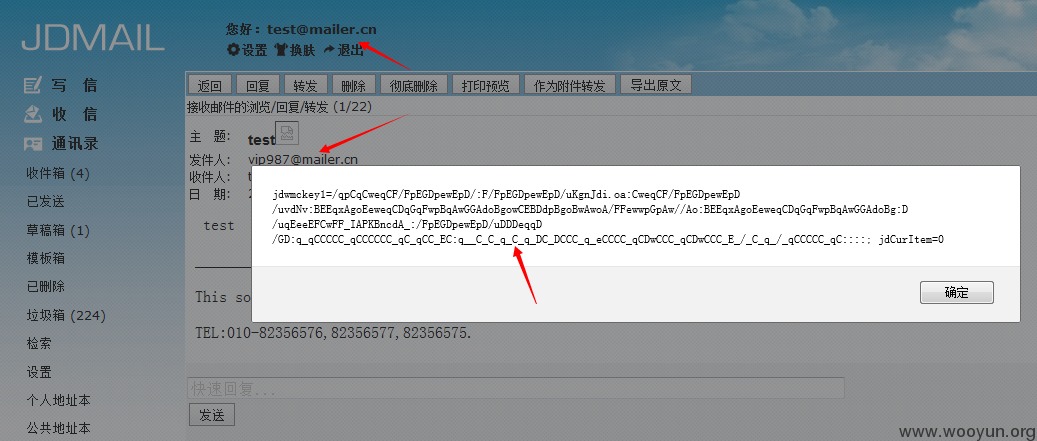 JDMAIL
您好：test@mailer.cn
设置 换肤 退出
写 信
收 信
通讯录
收件箱 (4)
已发送
草稿箱 (1)
模板箱
已删除
垃圾箱 (224)
检索
设置
个人地址本
公共地址本
返回 回复 转发 删除 彻底删除 打印预览 作为附件转发 导出原文
接收邮件的浏览/回复/转发 (1/22)
主 题: test
发件人: vip987@mailer.cn
收件人: t
日 期: 2
test
jdwmckey1=/qpCqCweqCF/FpEGDpewEpD/:F/FpEGDpewEpD/uKgnJdi.oa:CweqCF/FpEGDpewEpD
/uvdNv:BEEqxAgoEeweqCDqGqFwpBqAwGGAdoBgowCEBDdpBgoBwAwoA/FFewwpGpAw//Ao:BEEqxAgoEeweqCDqGqFwpBqAwGGAdoBg:D
/uqEeeEFCwFF_IAPKBncdA_:/FpEGDpewEpD/uDDDeqqD
/GD:q_qCCCCC_qCCCCCC_qC_qCC_EC:q__C_C_q_C_q_DC_DCCC_q_eCCCC_qCDwCCC_qCDwCCC_E_/_C_q_/_qCCCCC_qC::::; jdCurItem=0
确定
This so
TEL:010-82356576,82356577,82356575.
快速回复...
发送
www.wooyun.org